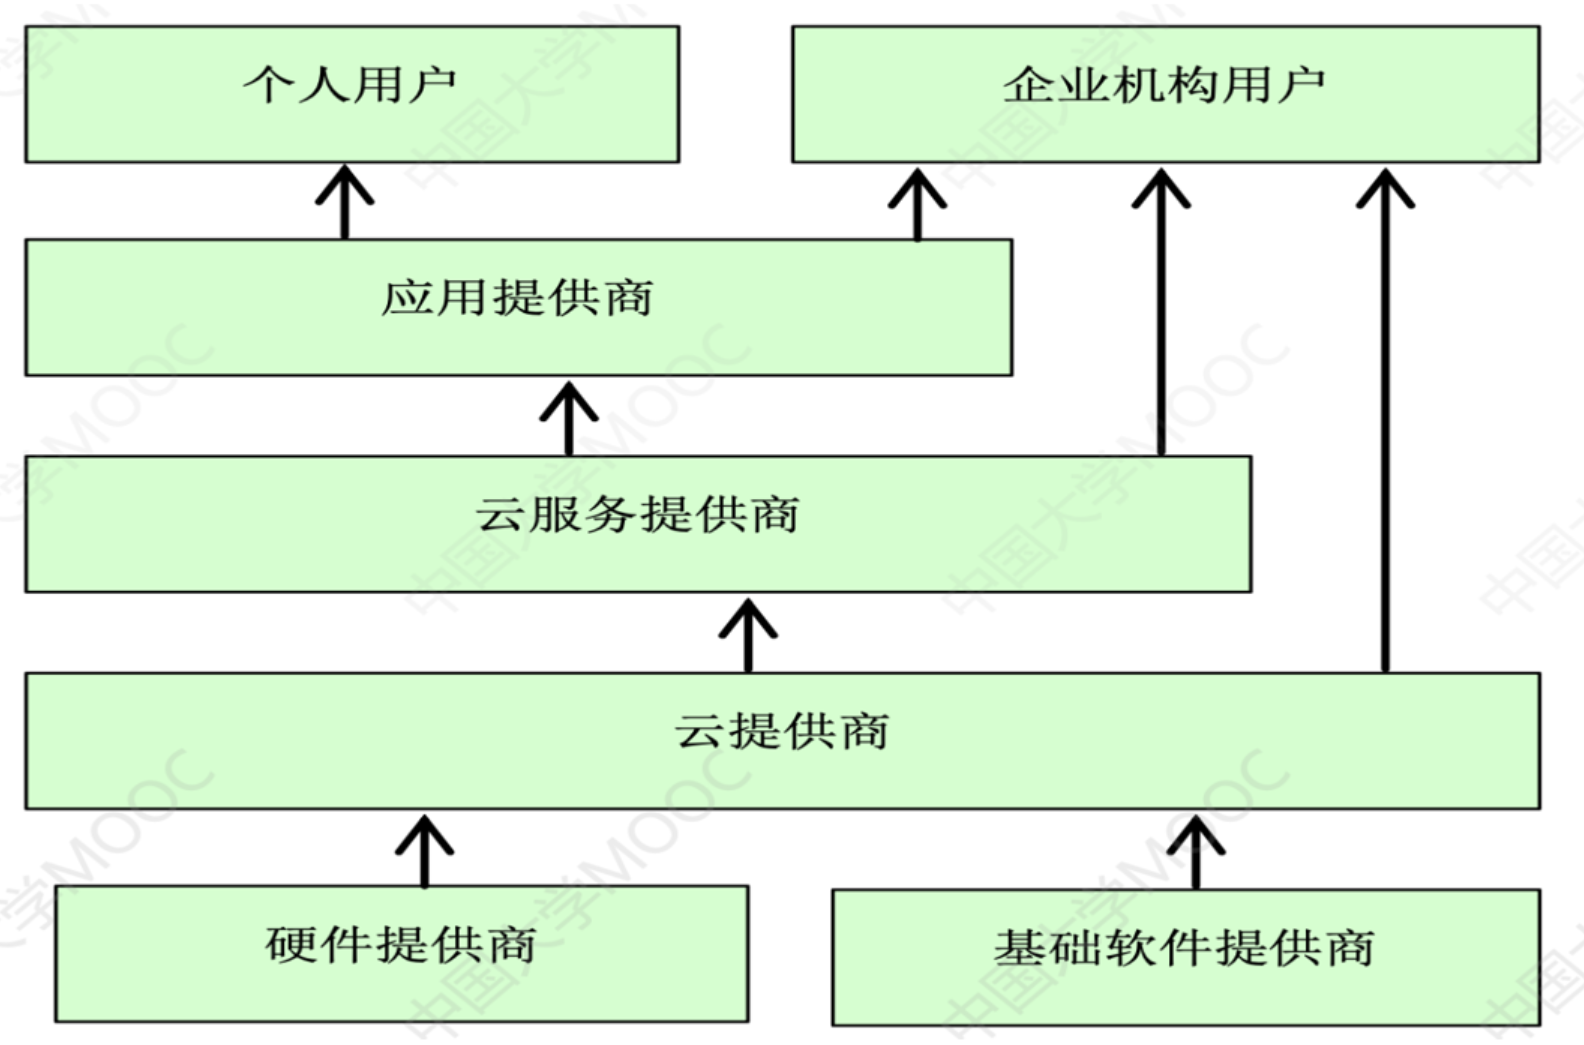 个人用户
企业机构用户
应用提供商
云服务提供商
云提供商
硬件提供商
基础软件提供商
中国大学MOOC